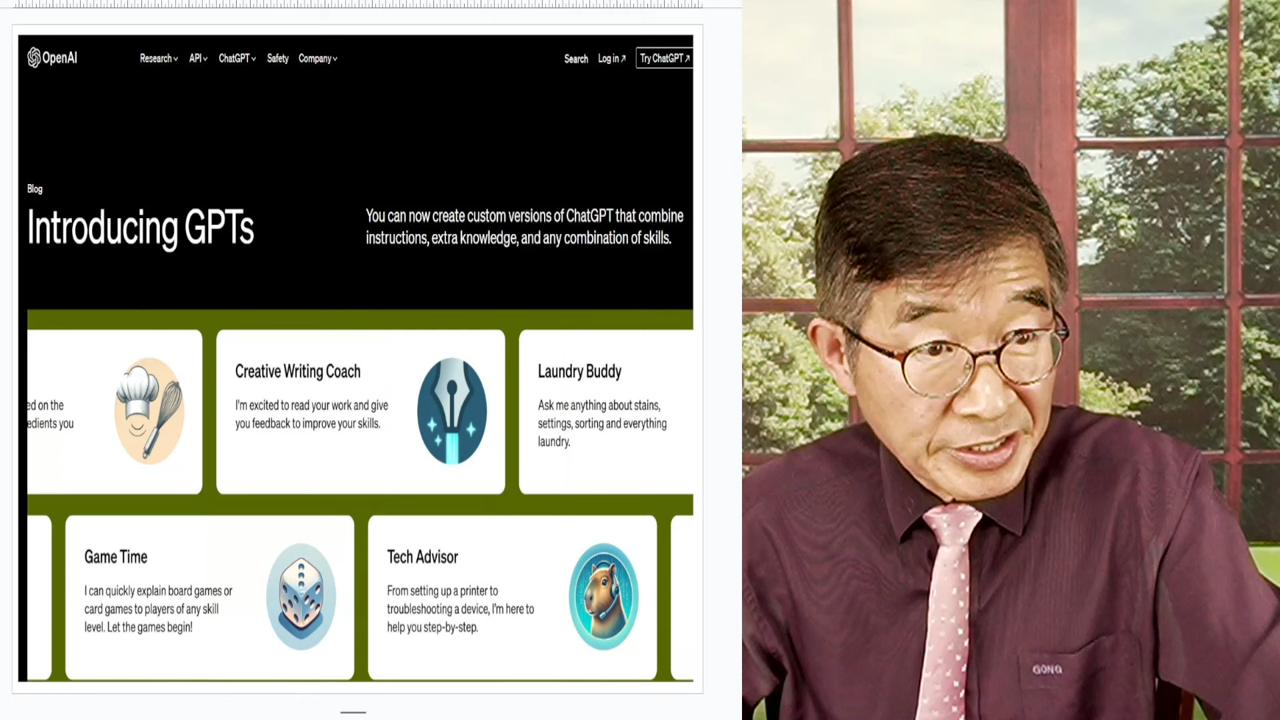 OpenAI
Research API ChatGPT Safety Company
Search Log in Try ChatGPT
Blog
Introducing GPTs
You can now create custom versions of ChatGPT that combine
instructions, extra knowledge, and any combination of skills.
ed on the
edients you
Creative Writing Coach
I'm excited to read your work and give
you feedback to improve your skills.
Laundry Buddy
Ask me anything about stains,
settings, sorting and everything
laundry.
Game Time
I can quickly explain board games or
card games to players of any skill
level. Let the games begin!
Tech Advisor
From setting up a printer to
troubleshooting a device, I'm here to
help you step-by-step.
GONG